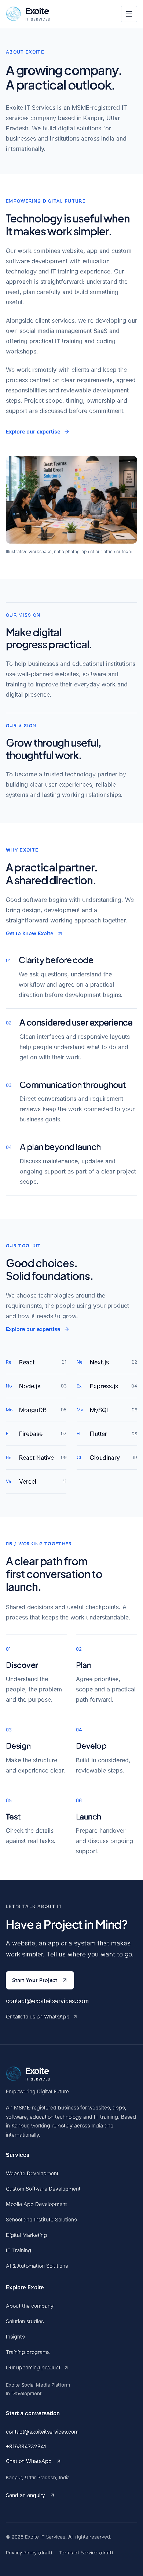 Exoite
IT SERVICES
ABOUT EXOITE
A growing company.
A practical outlook.
Exoite IT Services is an MSME-registered IT
services company based in Kanpur, Uttar
Pradesh. We build digital solutions for
businesses and institutions across India and
internationally.
EMPOWERING DIGITAL FUTURE
Technology is useful when
it makes work simpler.
Our work combines website, app and custom
software development with education
technology and IT training experience. Our
approach is straightforward: understand the
need, plan carefully and build something
useful.
Alongside client services, we're developing our
own social media management SaaS and
offering practical IT training and coding
workshops.
We work remotely with clients and keep the
process centred on clear requirements, agreed
responsibilities and reviewable development
steps. Project scope, timing, ownership and
support are discussed before commitment.
Explore our expertise →
Great Teams
Build Great
Solutions
Illustrative workspace, not a photograph of our office or team.
OUR MISSION
Make digital
progress practical.
To help businesses and educational institutions
use well-planned websites, software and
training to improve their everyday work and
digital presence.
OUR VISION
Grow through useful,
thoughtful work.
To become a trusted technology partner by
building clear user experiences, reliable
systems and lasting working relationships.
WHY EXOITE
A practical partner.
A shared direction.
Good software begins with understanding. We
bring design, development and a
straightforward working approach together.
Get to know Exoite ↗
01 Clarity before code
We ask questions, understand the
workflow and agree on a practical
direction before development begins.
02 A considered user experience
Clean interfaces and responsive layouts
help people understand what to do and
get on with their work.
03 Communication throughout
Direct conversations and requirement
reviews keep the work connected to your
business goals.
04 A plan beyond launch
Discuss maintenance, updates and
ongoing support as part of a clear project
scope.
OUR TOOLKIT
Good choices.
Solid foundations.
We choose technologies around the
requirements, the people using your product
and how it needs to grow.
Explore our expertise →
Re React 01 Ne Next.js 02
No Node.js 03 Ex Express.js 04
Mo MongoDB 05 My MySQL 06
Fi Firebase 07 Fl Flutter 08
Re React Native 09 Cl Cloudinary 10
Ve Vercel 11
WORKING TOGETHER
A clear path from
first conversation to
launch.
Shared decisions and useful checkpoints. A
process that keeps the work understandable.
01
Discover
Understand the
people, the problem
and the purpose.
02
Plan
Agree priorities,
scope and a practical
path forward.
03
Design
Make the structure
and experience clear.
04
Develop
Build in considered,
reviewable steps.
05
Test
Check the details
against real tasks.
06
Launch
Prepare handover
and discuss ongoing
support.
LET'S TALK ABOUT IT
Have a Project in Mind?
A website, an app or a system that makes
work simpler. Tell us where you want to go.
Start Your Project ↗
contact@exoiteitservices.com
Or talk to us on WhatsApp ↗
Exoite
IT SERVICES
Empowering Digital Future
An MSME-registered business for websites, apps,
software, education technology and IT training. Based
in Kanpur, working remotely across India and
internationally.
Services
Website Development
Custom Software Development
Mobile App Development
School and Institute Solutions
Digital Marketing
IT Training
AI & Automation Solutions
Explore Exoite
About the company
Solution studies
Insights
Training programs
Our upcoming product ↗
Exoite Social Media Platform
In Development
Start a conversation
contact@exoiteitservices.com
+916394732841
Chat on WhatsApp ↗
Kanpur, Uttar Pradesh, India
Send an enquiry ↗
© 2026 Exoite IT Services. All rights reserved.
Privacy Policy (draft) Terms of Service (draft)